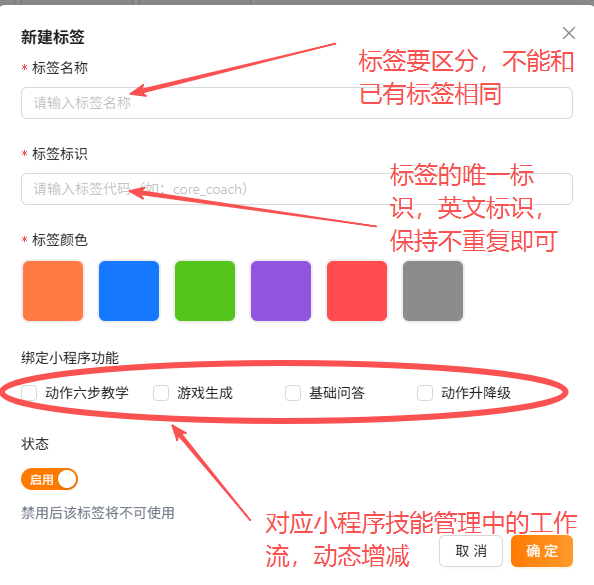 新建标签
* 标签名称
请输入标签名称
标签要区分，不能和
已有标签相同
* 标签标识
请输入标签代码（如：core_coach）
标签的唯一标
识，英文标识，
保持不重复即可
* 标签颜色
绑定小程序功能
动作六步教学 游戏生成 基础问答 动作升降级
状态
启用
禁用后该标签将不可使用
对应小程序技能管理中的工作
流，动态增减
取 消 确 定